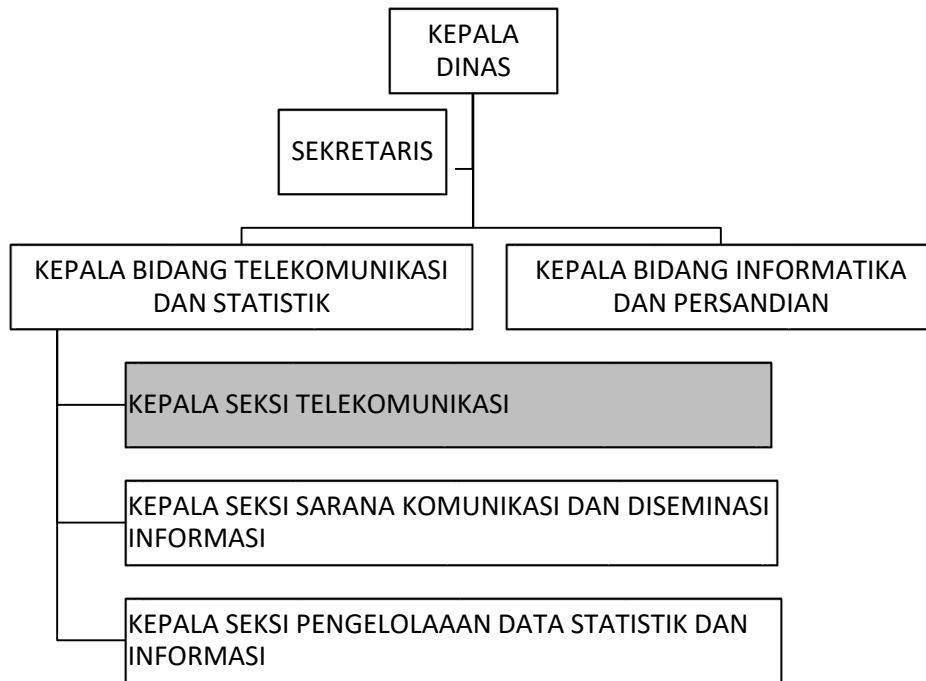 KEPALA
DINAS
SEKRETARIS
KEPALA BIDANG TELEKOMUNIKASI
DAN STATISTIK
KEPALA BIDANG INFORMATIKA
DAN PERSANDIAN
KEPALA SEKSI TELEKOMUNIKASI
KEPALA SEKSI SARANA KOMUNIKASI DAN DISEMINASI
INFORMASI
KEPALA SEKSI PENGELOLAAAN DATA STATISTIK DAN
INFORMASI